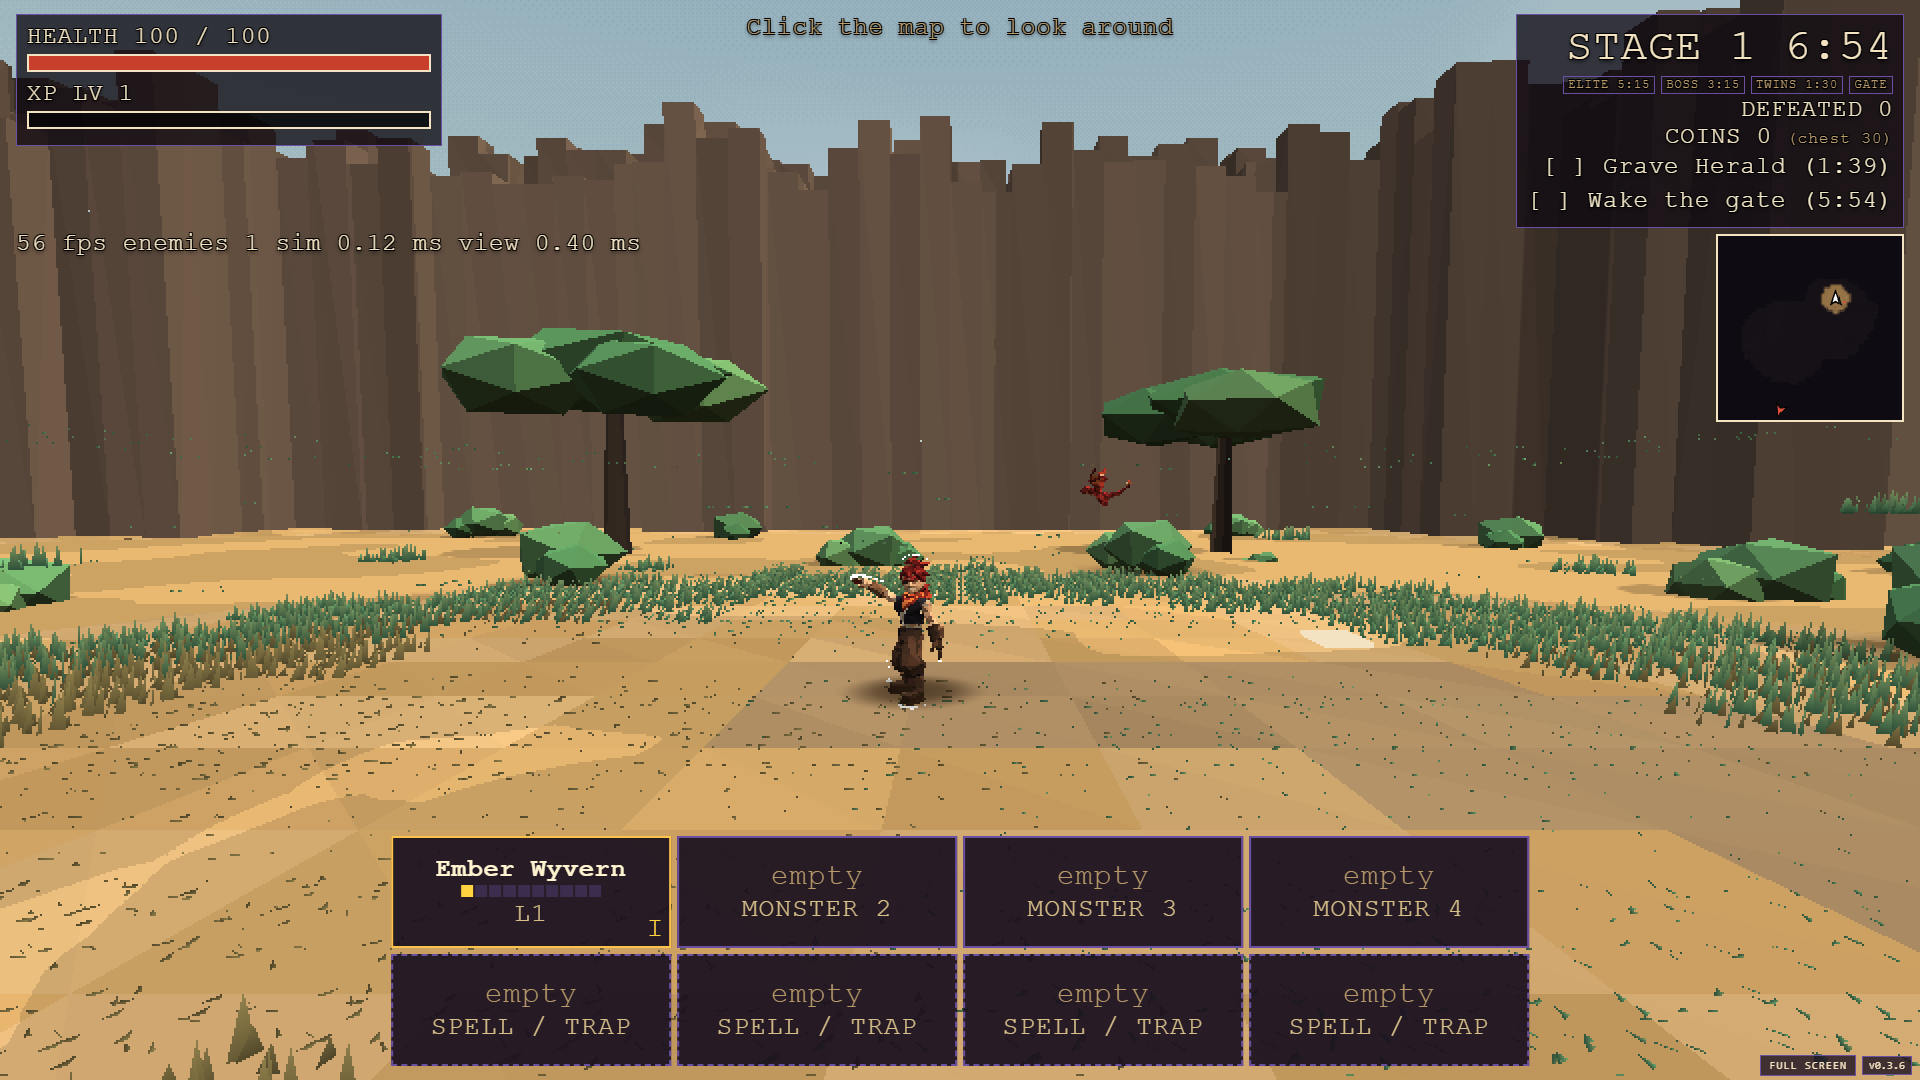 HEALTH 100 / 100
XP LV 1
Click the map to look around
STAGE 1 6:54
ELITE 5:15 BOSS 3:15 TWINS 1:30 GATE
DEFEATED 0
COINS 0 (chest 30)
[ ] Grave Herald (1:39)
[ ] Wake the gate (5:54)
56 fps enemies 1 sim 0.12 ms view 0.40 ms
Ember Wyvern
L1
I
empty
MONSTER 2
empty
MONSTER 3
empty
MONSTER 4
empty
SPELL / TRAP
empty
SPELL / TRAP
empty
SPELL / TRAP
empty
SPELL / TRAP
FULL SCREEN
v0.3.6